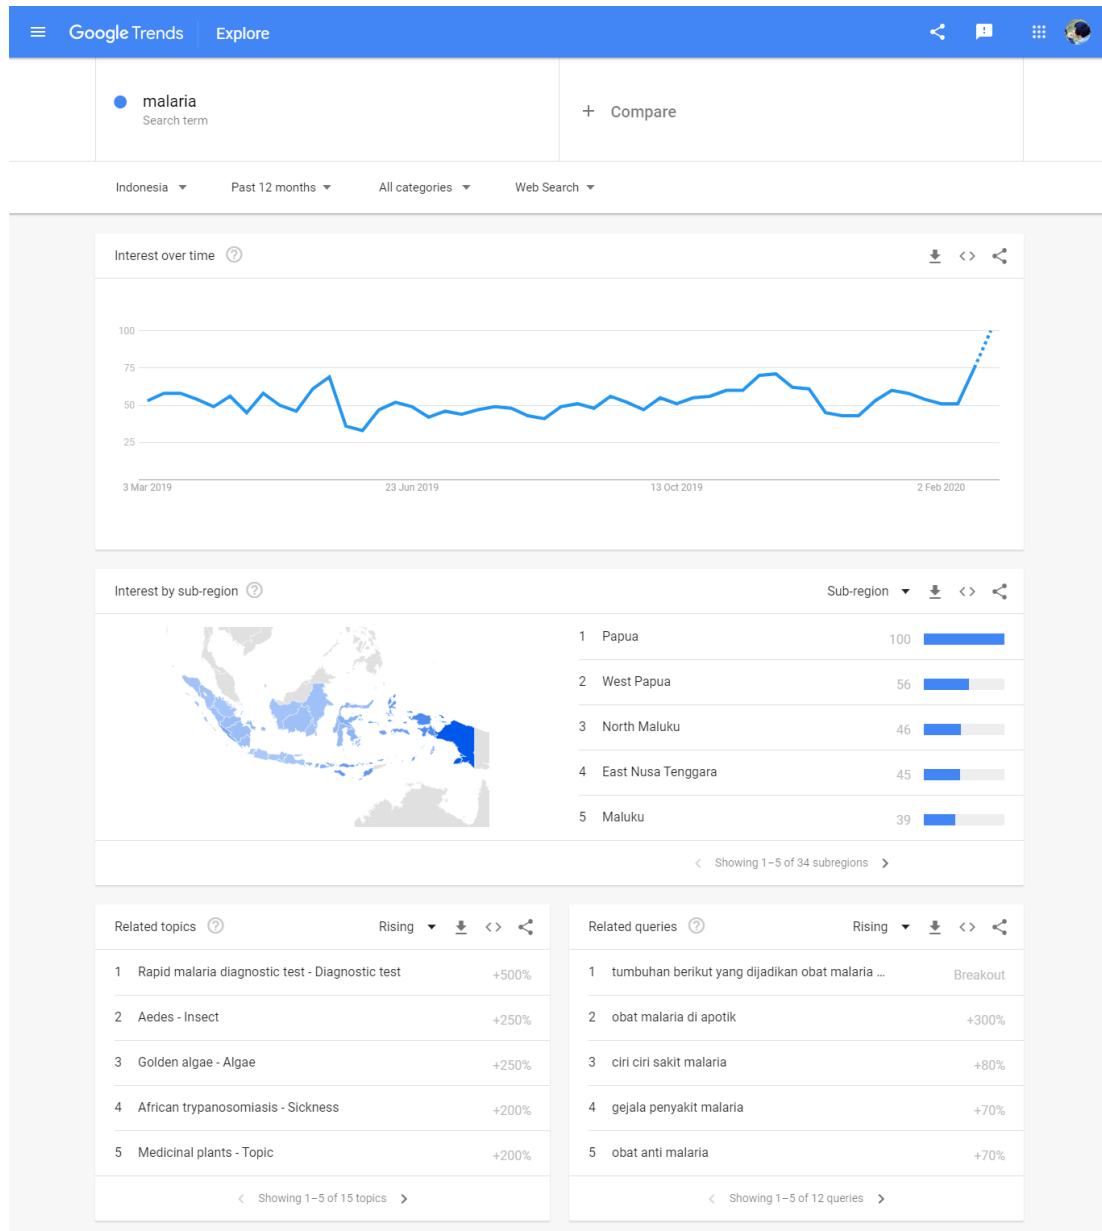 Google Trends Explore
malaria
Search term
+ Compare
Indonesia Past 12 months All categories Web Search
Interest over time
100
75
50
25
3 Mar 2019 23 Jun 2019 13 Oct 2019 2 Feb 2020
Interest by sub-region Sub-region
1 Papua 100
2 West Papua 56
3 North Maluku 46
4 East Nusa Tenggara 45
5 Maluku 39
Showing 1–5 of 34 subregions
Related topics Rising
1 Rapid malaria diagnostic test - Diagnostic test +500%
2 Aedes - Insect +250%
3 Golden algae - Algae +250%
4 African trypanosomiasis - Sickness +200%
5 Medicinal plants - Topic +200%
Showing 1–5 of 15 topics
Related queries Rising
1 tumbuhan berikut yang dijadikan obat malaria ... Breakout
2 obat malaria di apotik +300%
3 ciri ciri sakit malaria +80%
4 gejala penyakit malaria +70%
5 obat anti malaria +70%
Showing 1–5 of 12 queries